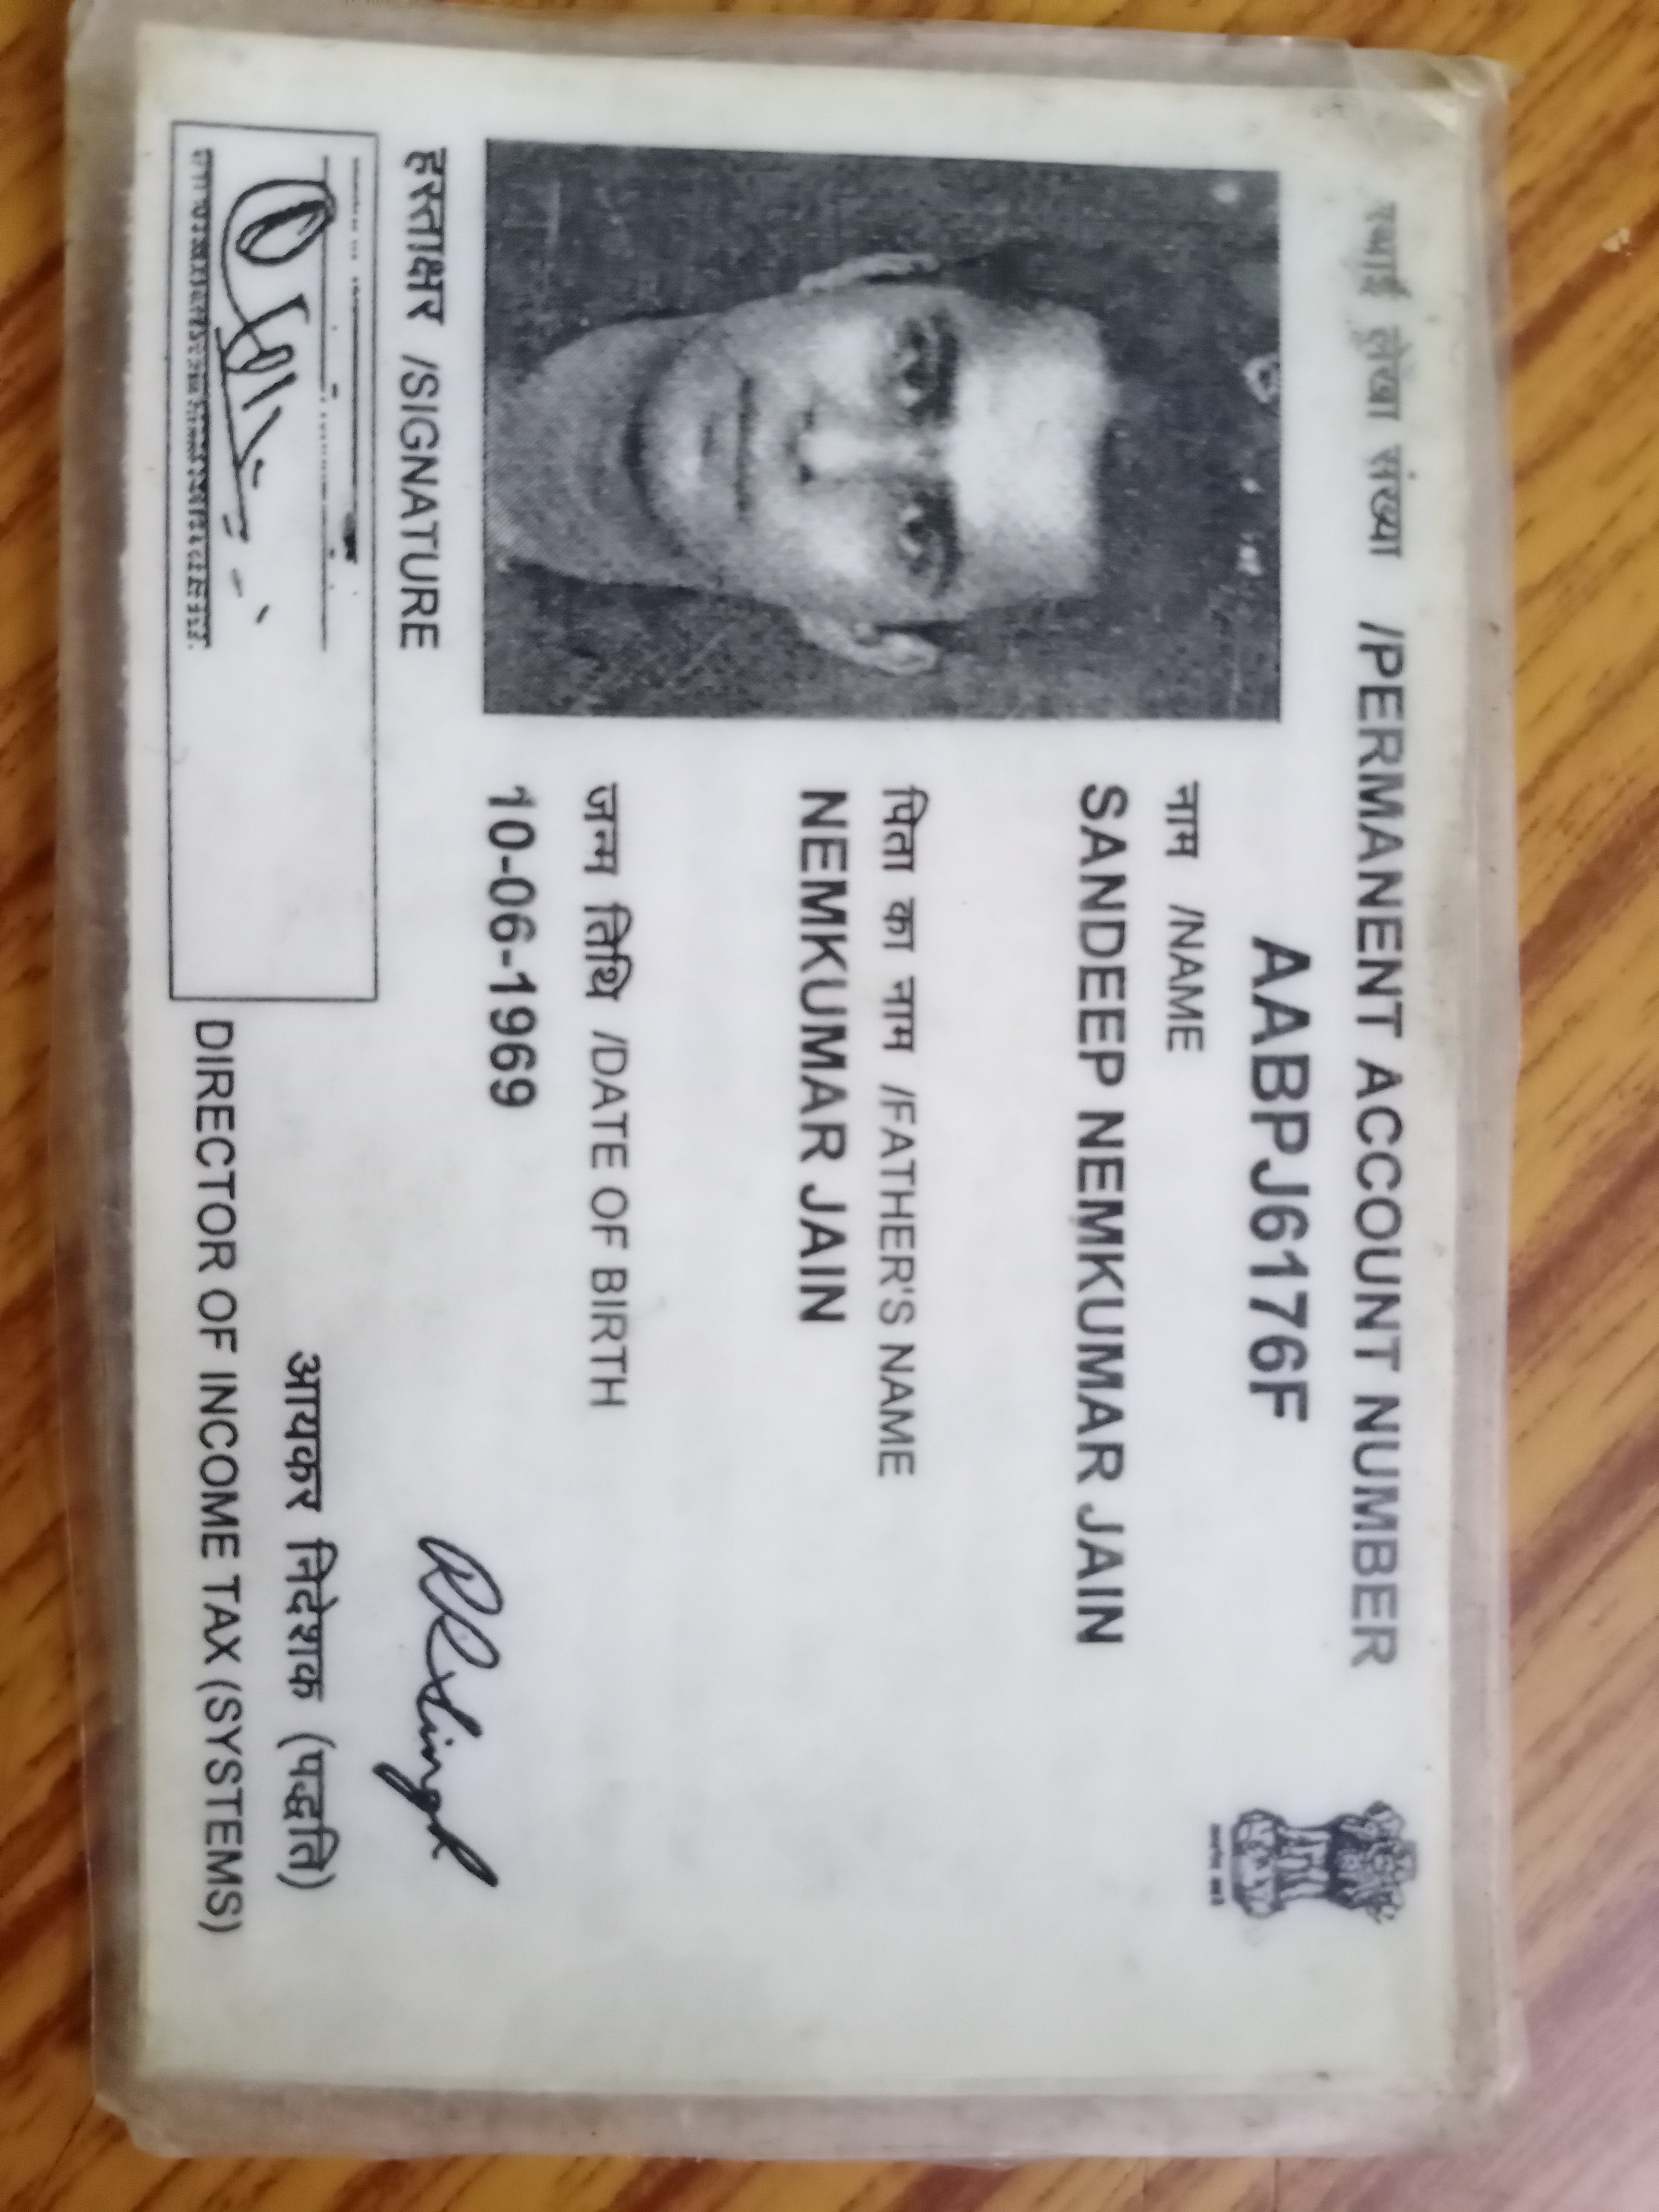 स्थाई लेखा संख्या /PERMANENT ACCOUNT NUMBER
AABPJ6176F
नाम /NAME
SANDEEP NEMKUMAR JAIN
पिता का नाम /FATHER'S NAME
NEMKUMAR JAIN
जन्म तिथि /DATE OF BIRTH
10-06-1969
हस्ताक्षर /SIGNATURE
आयकर निदेशक (पद्धति)
DIRECTOR OF INCOME TAX (SYSTEMS)